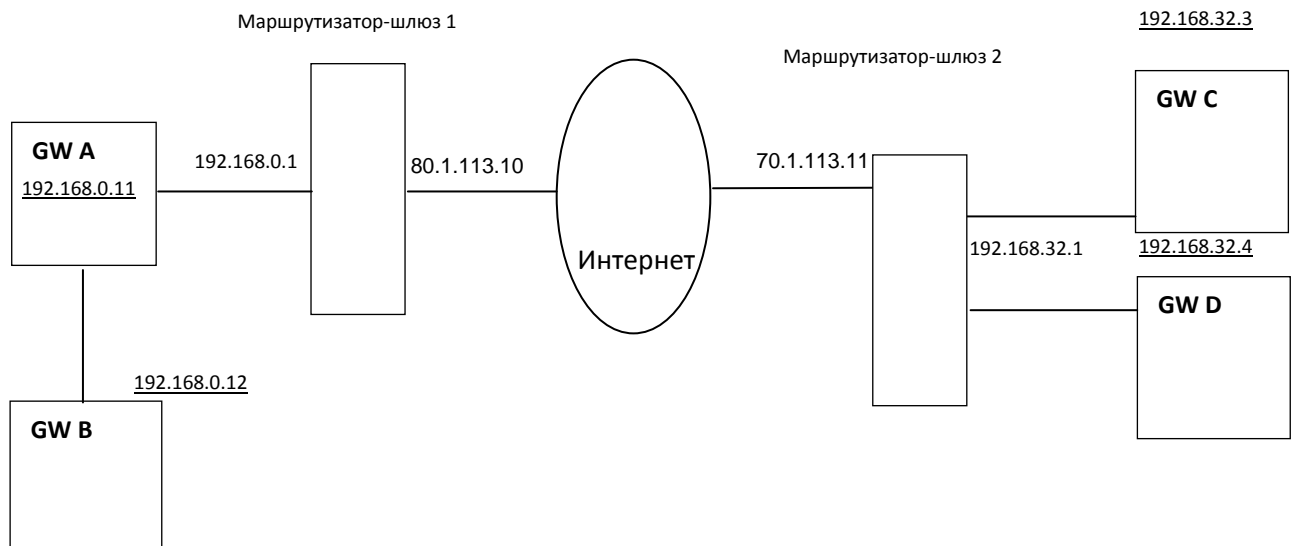 192.168.32.3
Маршрутизатор-шлюз 1
Маршрутизатор-шлюз 2
GW C
GW A
192.168.0.1
80.1.113.10
70.1.113.11
192.168.0.11
Интернет
192.168.32.1
192.168.32.4
GW D
192.168.0.12
GW B